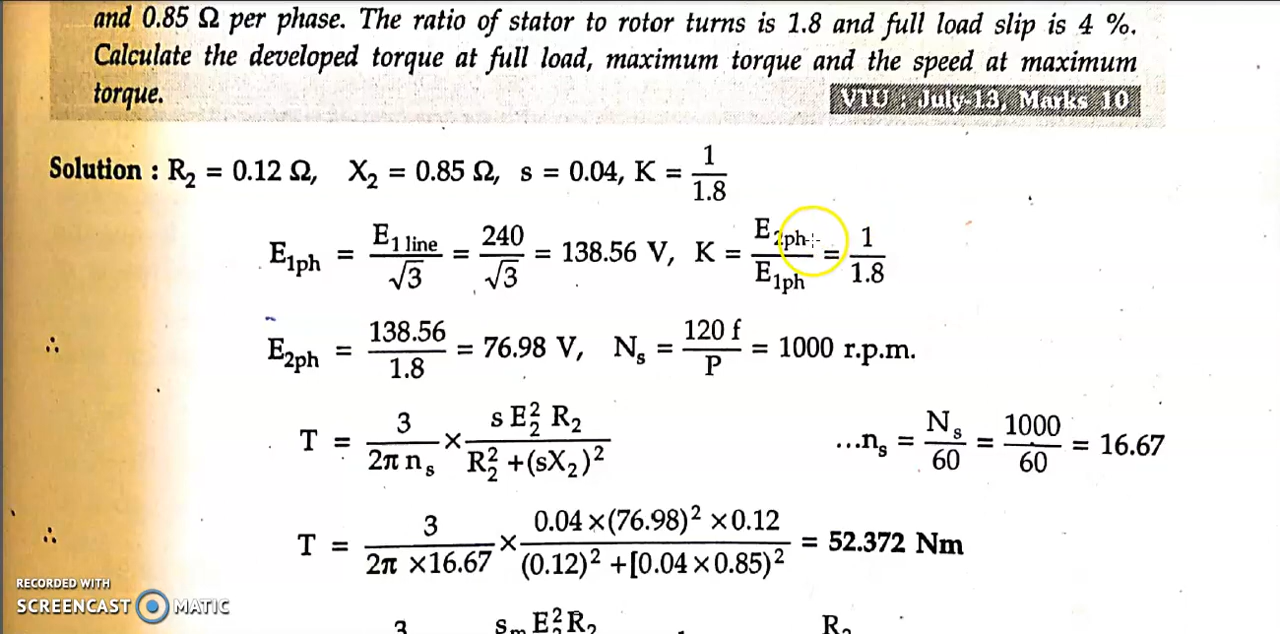 and 0.85 Ω per phase. The ratio of stator to rotor turns is 1.8 and full load slip is 4 %.
Calculate the developed torque at full load, maximum torque and the speed at maximum
torque.
VTU : July-13, Marks 10
Solution : R₂ = 0.12 Ω, X₂ = 0.85 Ω, s = 0.04, K = 1/1.8
E1ph = E1 line/√3 = 240/√3 = 138.56 V, K = E2ph/E1ph = 1/1.8
∴ E2ph = 138.56/1.8 = 76.98 V, Ns = 120 f/P = 1000 r.p.m.
T = 3/(2π ns) × s E₂² R₂/(R₂² +(sX₂)²) ...ns = Ns/60 = 1000/60 = 16.67
∴ T = 3/(2π ×16.67) × 0.04 ×(76.98)² ×0.12/((0.12)² +[0.04 ×0.85)²) = 52.372 Nm
RECORDED WITH
SCREENCAST MATIC
3 sm E₂² R₂ R₂